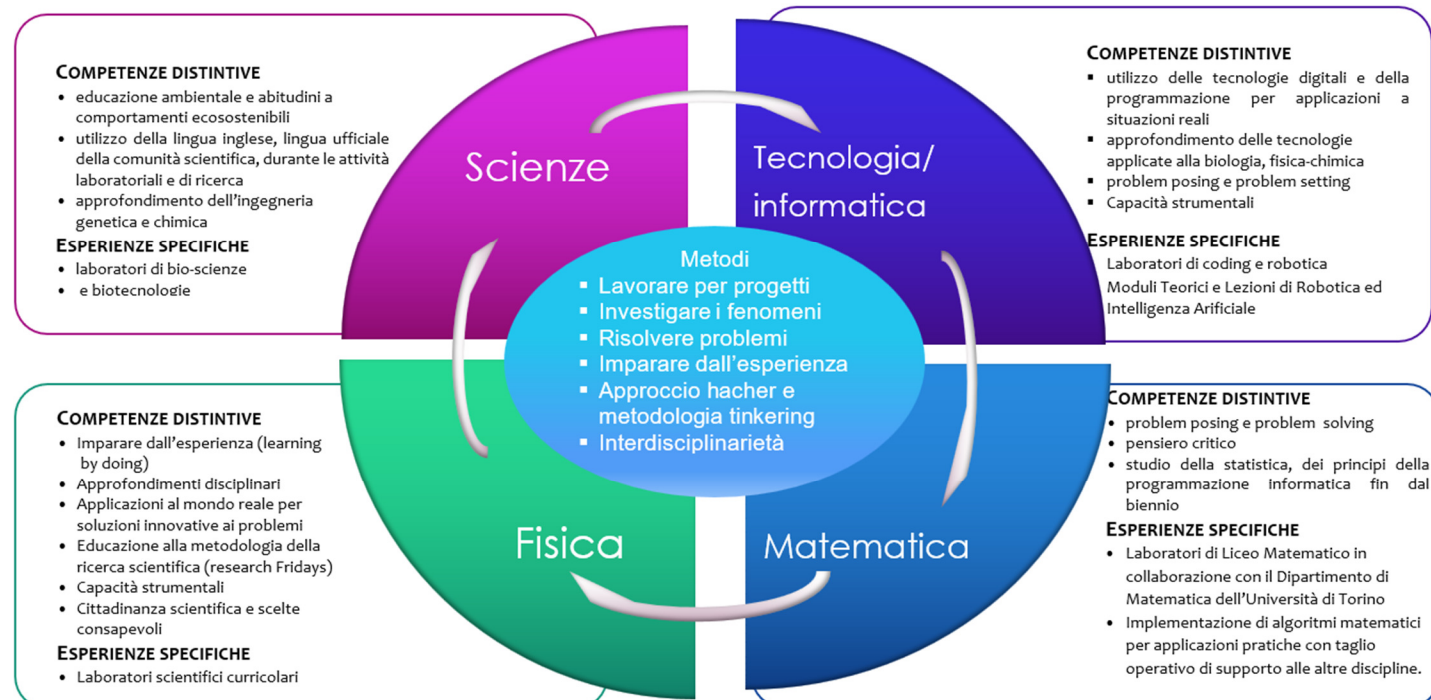 COMPETENZE DISTINTIVE
• educazione ambientale e abitudini a
comportamenti ecosostenibili
• utilizzo della lingua inglese, lingua ufficiale
della comunità scientifica, durante le attività
laboratoriali e di ricerca
• approfondimento dell'ingegneria
genetica e chimica
ESPERIENZE SPECIFICHE
• laboratori di bio-scienze
• e biotecnologie
Scienze
Tecnologia/
informatica
COMPETENZE DISTINTIVE
▪ utilizzo delle tecnologie digitali e della
programmazione per applicazioni a
situazioni reali
▪ approfondimento delle tecnologie
applicate alla biologia, fisica-chimica
▪ problem posing e problem setting
▪ Capacità strumentali
ESPERIENZE SPECIFICHE
Laboratori di coding e robotica
Moduli Teorici e Lezioni di Robotica ed
Intelligenza Arificiale
Metodi
▪ Lavorare per progetti
▪ Investigare i fenomeni
▪ Risolvere problemi
▪ Imparare dall'esperienza
▪ Approccio hacher e
metodologia tinkering
▪ Interdisciplinarietà
COMPETENZE DISTINTIVE
• Imparare dall'esperienza (learning
by doing)
• Approfondimenti disciplinari
• Applicazioni al mondo reale per
soluzioni innovative ai problemi
• Educazione alla metodologia della
ricerca scientifica (research Fridays)
• Capacità strumentali
• Cittadinanza scientifica e scelte
consapevoli
ESPERIENZE SPECIFICHE
• Laboratori scientifici curricolari
Fisica
Matematica
COMPETENZE DISTINTIVE
• problem posing e problem solving
• pensiero critico
• studio della statistica, dei principi della
programmazione informatica fin dal
biennio
ESPERIENZE SPECIFICHE
• Laboratori di Liceo Matematico in
collaborazione con il Dipartimento di
Matematica dell'Università di Torino
• Implementazione di algoritmi matematici
per applicazioni pratiche con taglio
operativo di supporto alle altre discipline.